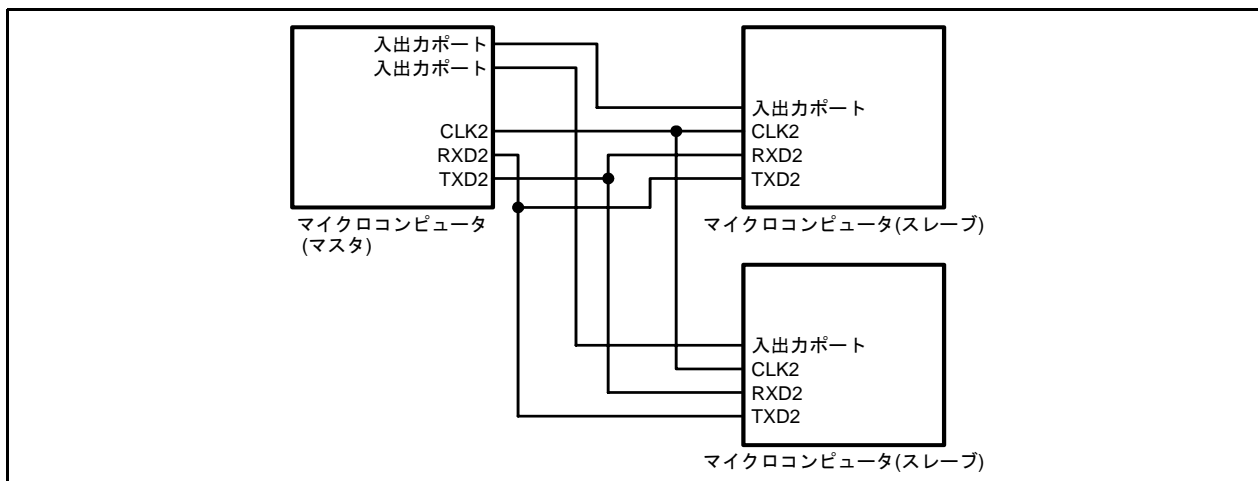 入出力ポート
入出力ポート
CLK2
RXD2
TXD2
マイクロコンピュータ
(マスタ)
入出力ポート
CLK2
RXD2
TXD2
マイクロコンピュータ(スレーブ)
入出力ポート
CLK2
RXD2
TXD2
マイクロコンピュータ(スレーブ)